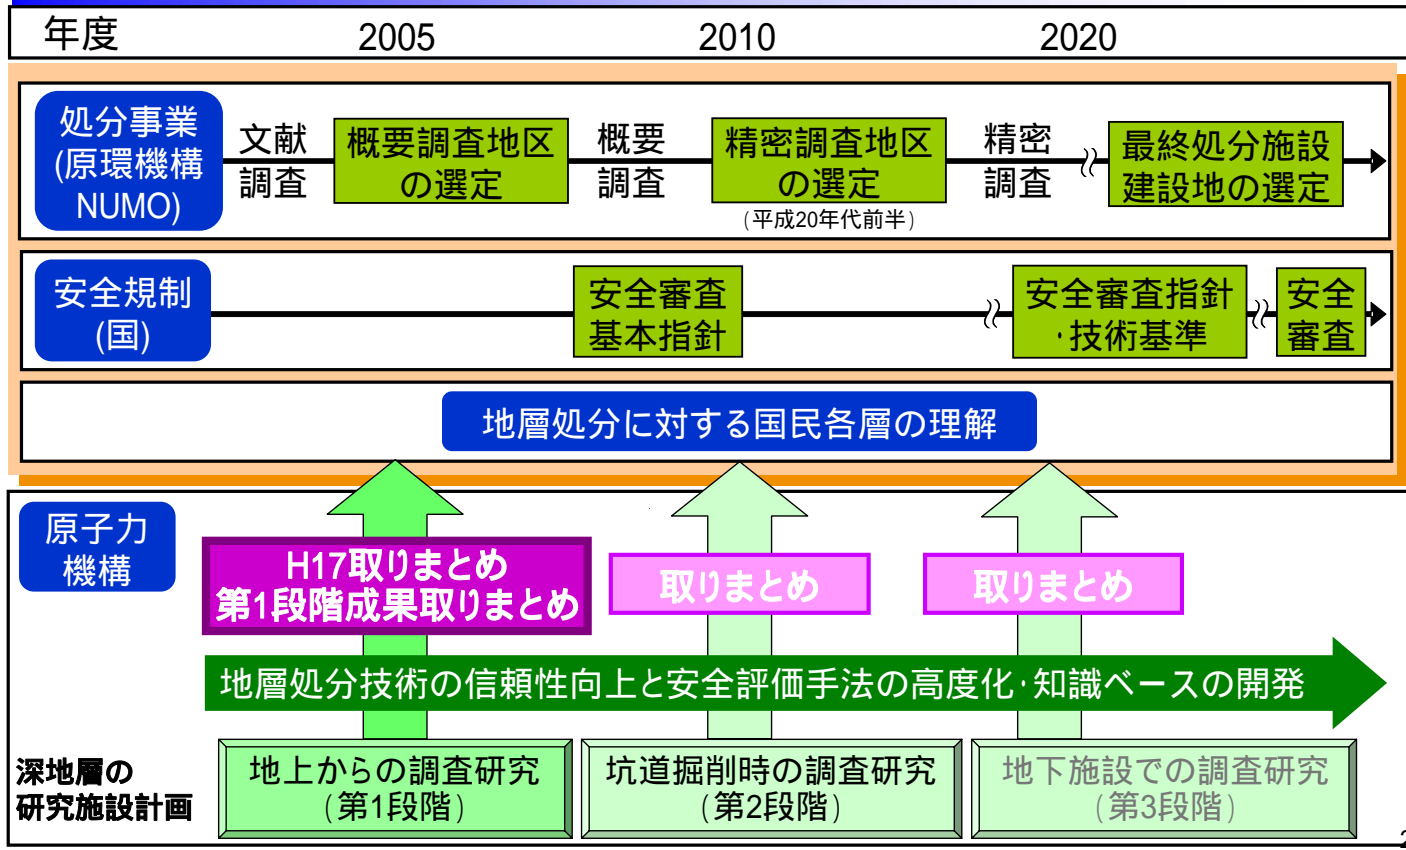 年度 2005 2010 2020
処分事業
(原環機構
NUMO)
文献
調査
概要調査地区
の選定
概要
調査
精密調査地区
の選定
(平成20年代前半)
精密
調査
最終処分施設
建設地の選定
安全規制
(国)
安全審査
基本指針
安全審査指針
・技術基準
安全
審査
地層処分に対する国民各層の理解
原子力
機構
H17取りまとめ
第1段階成果取りまとめ
取りまとめ
取りまとめ
地層処分技術の信頼性向上と安全評価手法の高度化・知識ベースの開発
深地層の
研究施設計画
地上からの調査研究
(第1段階)
坑道掘削時の調査研究
(第2段階)
地下施設での調査研究
(第3段階)